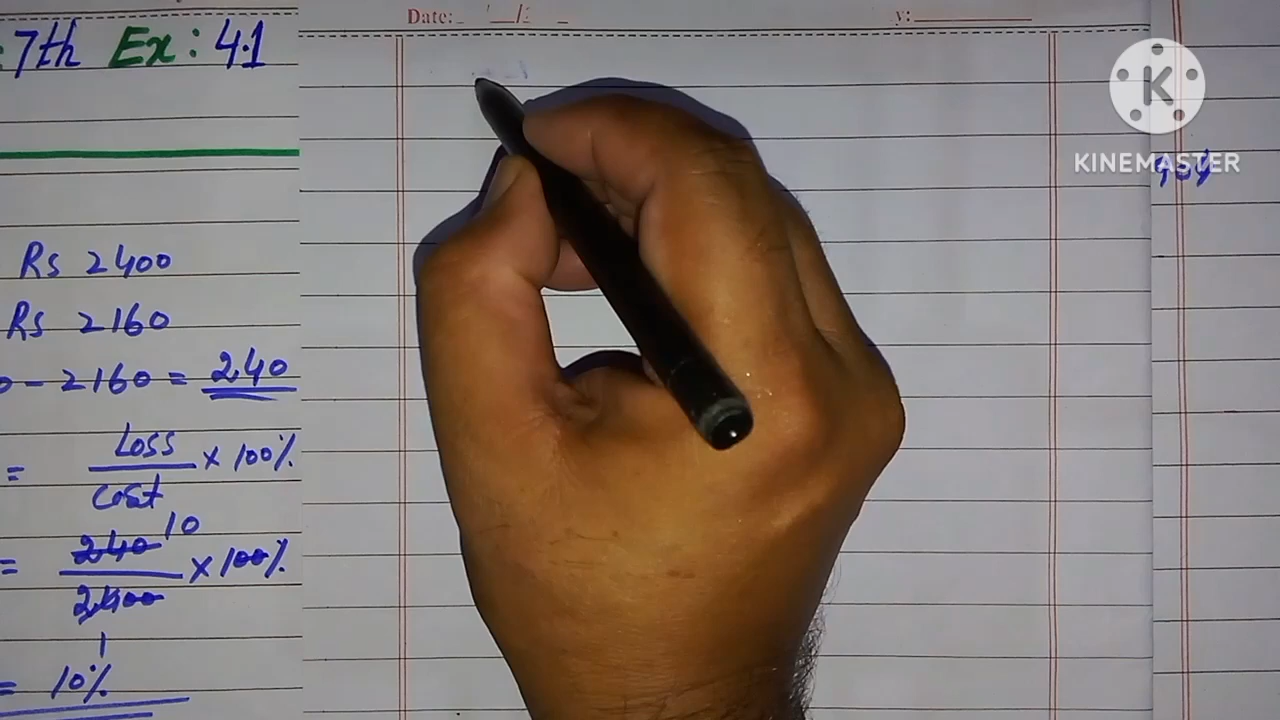 : 7th Ex: 4.1
Date: / /
y:
KINEMASTER
Rs 2400
Rs 2160
0 - 2160 = 240
= Loss / Cost × 100%
= 240 / 2400 × 100%
10
1
= 10%